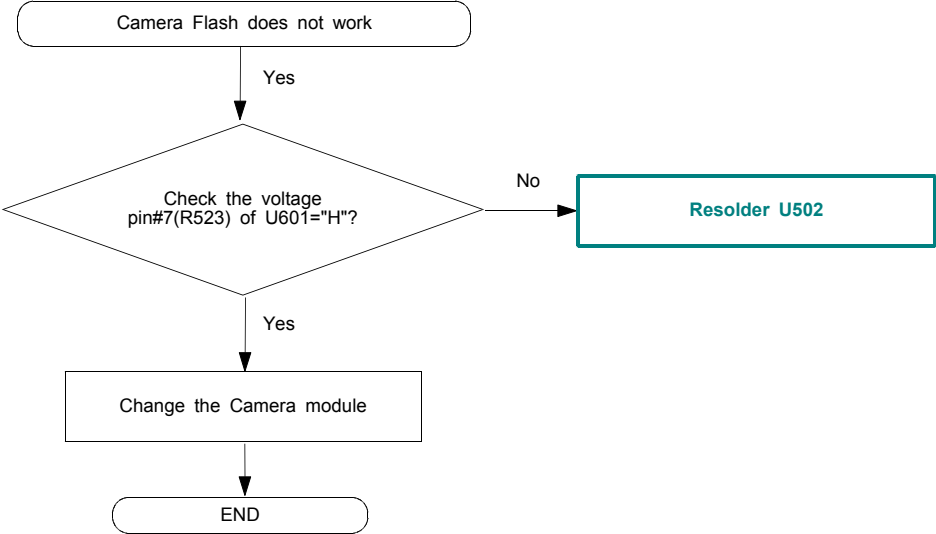 Camera Flash does not work
Yes
Check the voltage
pin#7(R523) of U601="H"?
No
Resolder U502
Yes
Change the Camera module
END